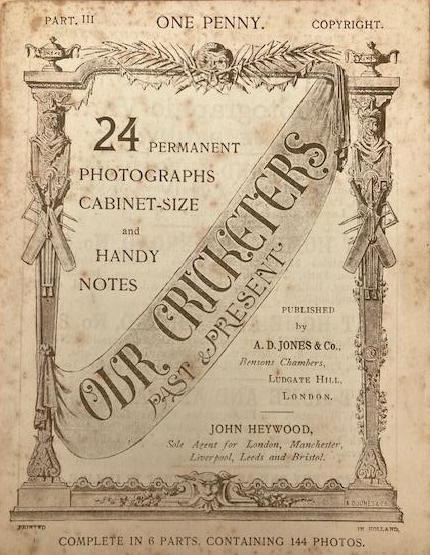 PART. III ONE PENNY. COPYRIGHT.
24 PERMANENT
PHOTOGRAPHS
CABINET-SIZE
and
HANDY
NOTES
OUR CRICKETERS
PAST & PRESENT
PUBLISHED
by
A. D. JONES & Co.,
Bensons Chambers,
LUDGATE HILL,
LONDON.
JOHN HEYWOOD,
Sole Agent for London, Manchester,
Liverpool, Leeds and Bristol.
PRINTED IN HOLLAND.
COMPLETE IN 6 PARTS, CONTAINING 144 PHOTOS.